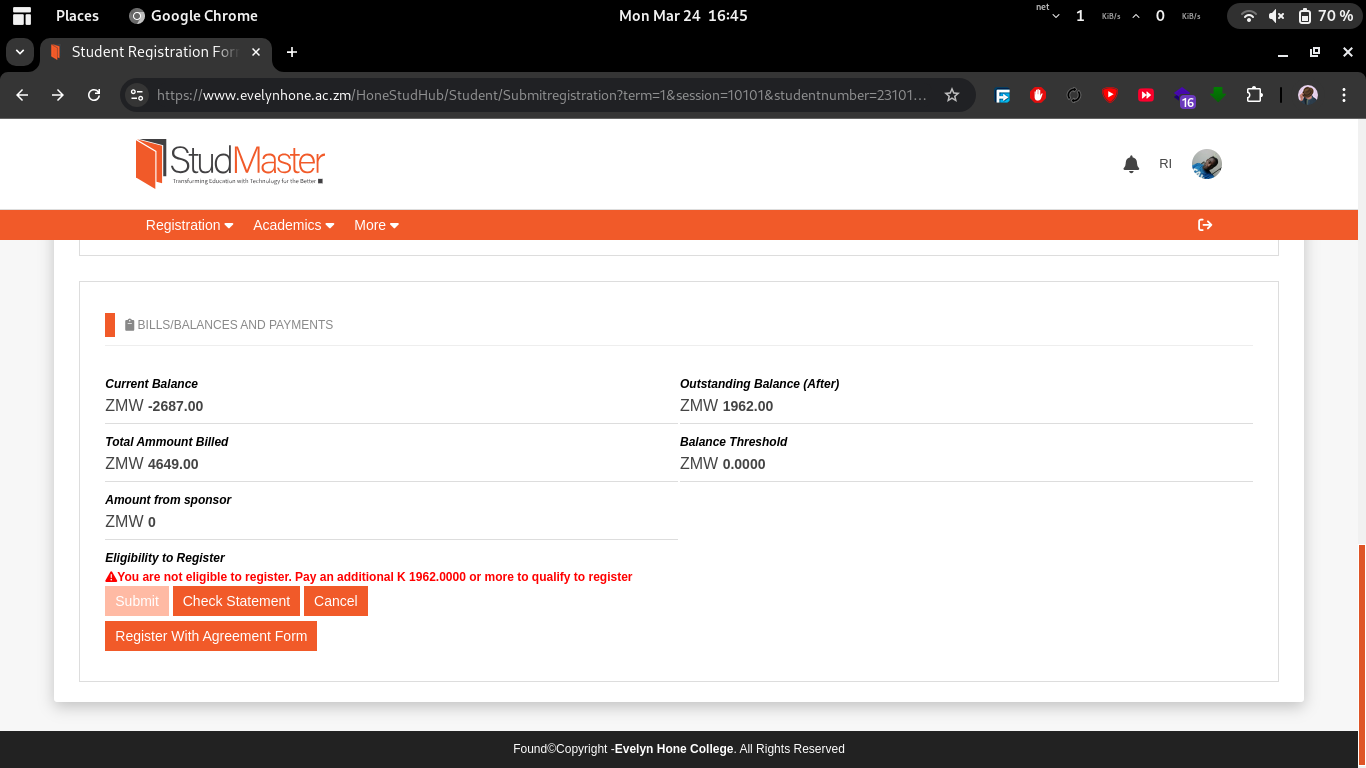 Places
Google Chrome
Mon Mar 24 16:45
net
1 KiB/s 0 KiB/s
70 %
Student Registration For
https://www.evelynhone.ac.zm/HoneStudHub/Student/Submitregistration?term=1&session=10101&studentnumber=23101...
16
StudMaster
Transforming Education with Technology for the Better
RI
Registration
Academics
More
BILLS/BALANCES AND PAYMENTS
Current Balance
ZMW -2687.00
Outstanding Balance (After)
ZMW 1962.00
Total Ammount Billed
ZMW 4649.00
Balance Threshold
ZMW 0.0000
Amount from sponsor
ZMW 0
Eligibility to Register
You are not eligible to register. Pay an additional K 1962.0000 or more to qualify to register
Submit
Check Statement
Cancel
Register With Agreement Form
Found©Copyright -Evelyn Hone College. All Rights Reserved